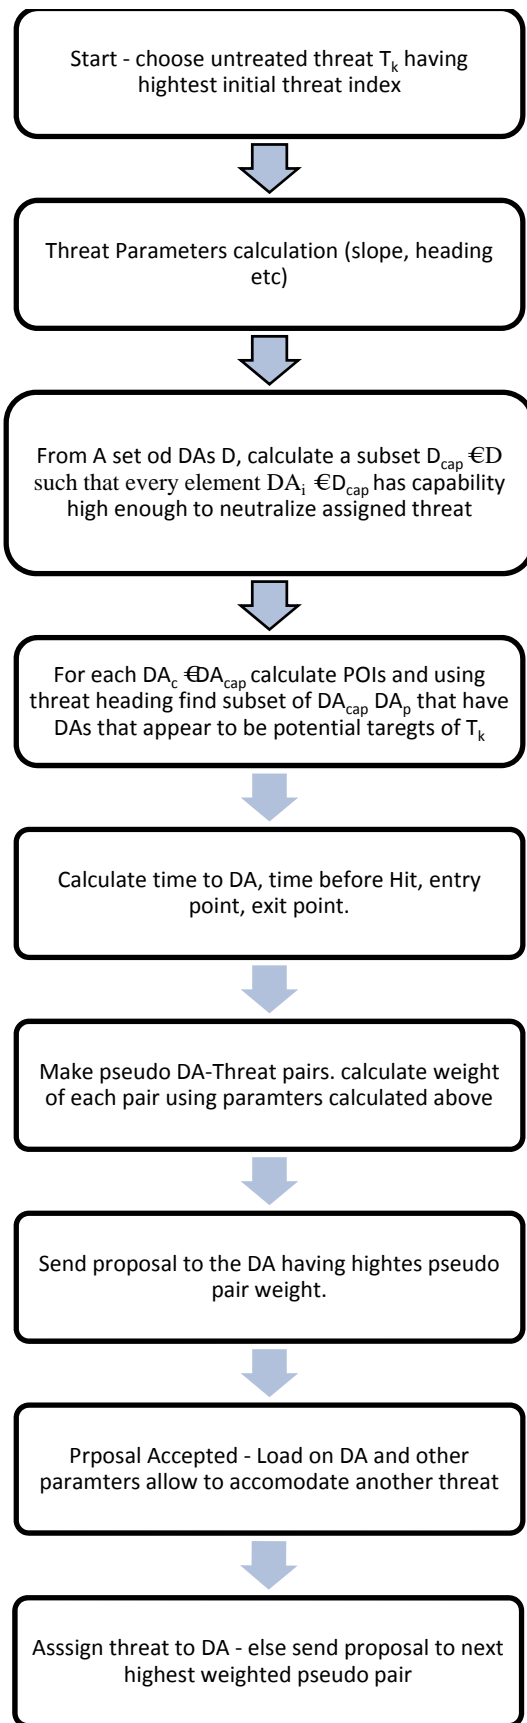 Start - choose untreated threat Tk having
hightest initial threat index
Threat Parameters calculation (slope, heading
etc)
From A set od DAs D, calculate a subset Dcap €D
such that every element DAi €Dcap has capability
high enough to neutralize assigned threat
For each DAc €DAcap calculate POIs and using
threat heading find subset of DAcap DAp that have
DAs that appear to be potential taregts of Tk
Calculate time to DA, time before Hit, entry
point, exit point.
Make pseudo DA-Threat pairs. calculate weight
of each pair using paramters calculated above
Send proposal to the DA having hightes pseudo
pair weight.
Prposal Accepted - Load on DA and other
paramters allow to accomodate another threat
Asssign threat to DA - else send proposal to next
highest weighted pseudo pair